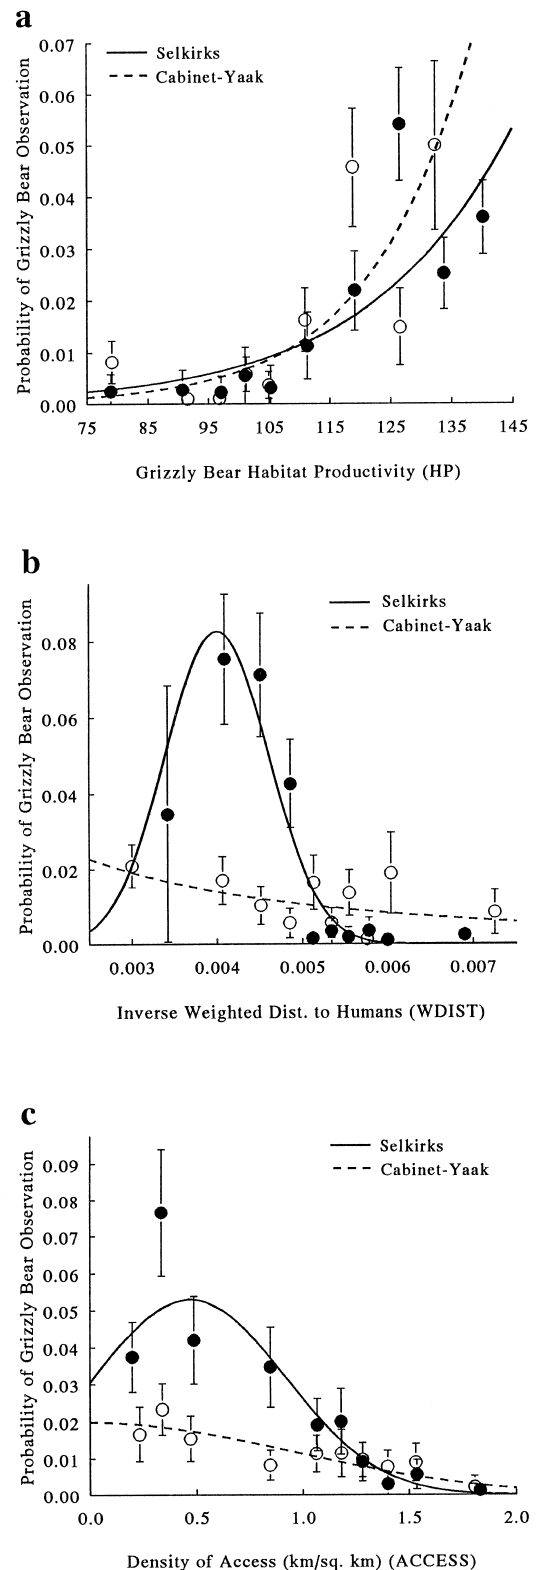 a
Selkirks
Cabinet-Yaak
Probability of Grizzly Bear Observation
0.07
0.06
0.05
0.04
0.03
0.02
0.01
0.00
75 85 95 105 115 125 135 145
Grizzly Bear Habitat Productivity (HP)
b
Selkirks
Cabinet-Yaak
Probability of Grizzly Bear Observation
0.08
0.06
0.04
0.02
0.00
0.003 0.004 0.005 0.006 0.007
Inverse Weighted Dist. to Humans (WDIST)
c
Selkirks
Cabinet-Yaak
Probability of Grizzly Bear Observation
0.09
0.08
0.07
0.06
0.05
0.04
0.03
0.02
0.01
0.00
0.0 0.5 1.0 1.5 2.0
Density of Access (km/sq. km) (ACCESS)